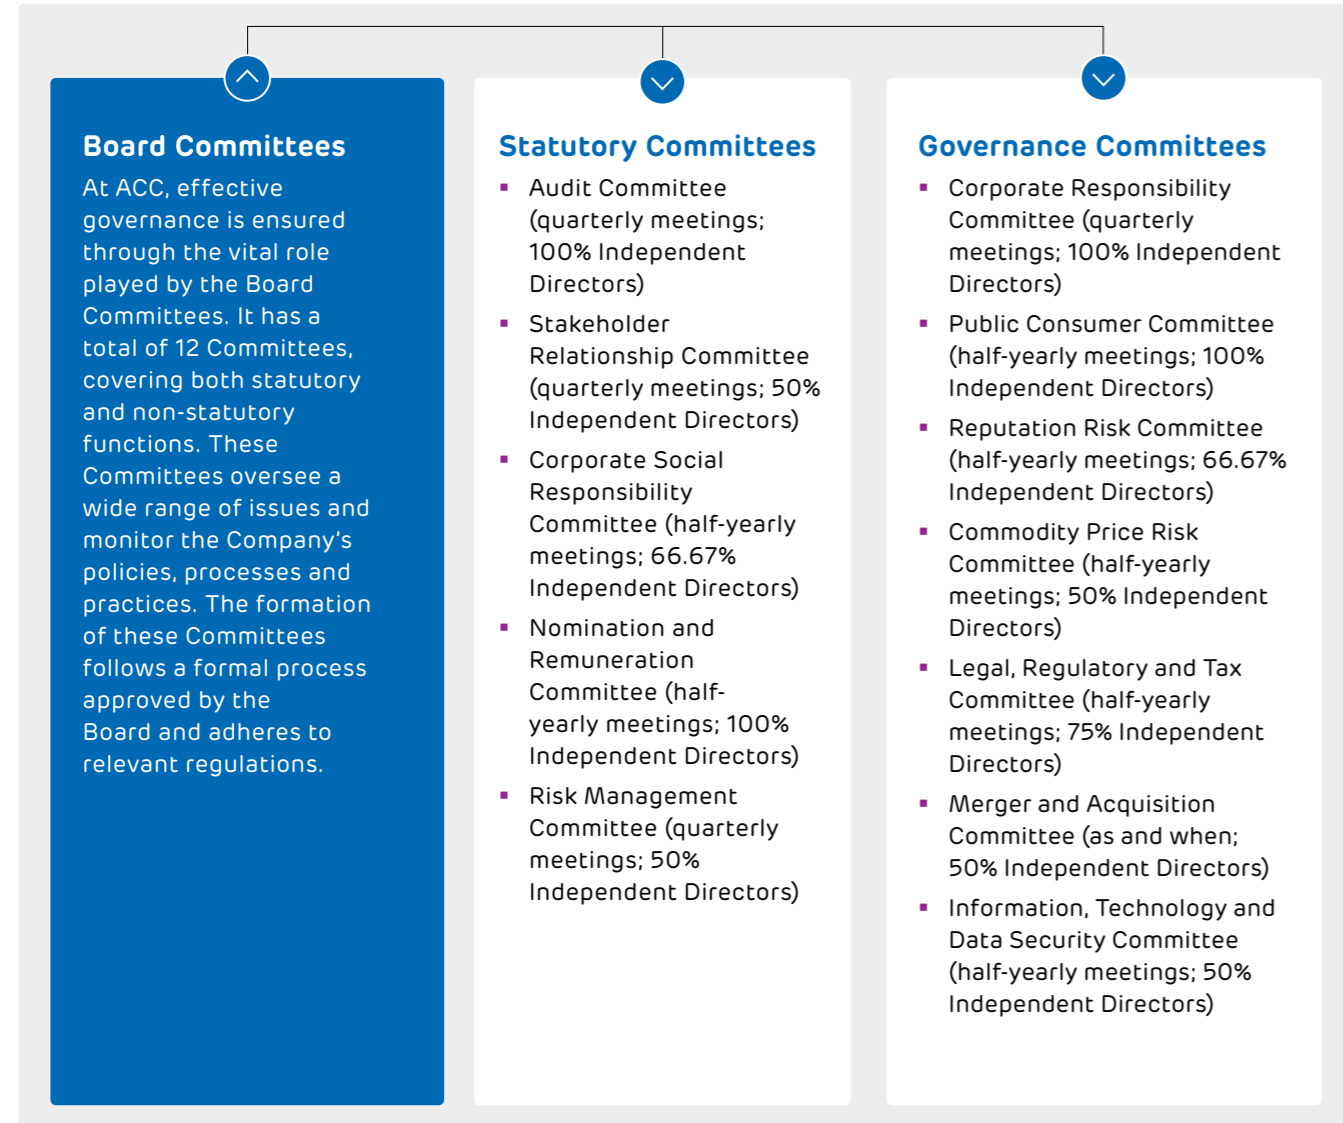 Board Committees
At ACC, effective
governance is ensured
through the vital role
played by the Board
Committees. It has a
total of 12 Committees,
covering both statutory
and non-statutory
functions. These
Committees oversee a
wide range of issues and
monitor the Company's
policies, processes and
practices. The formation
of these Committees
follows a formal process
approved by the
Board and adheres to
relevant regulations.
Statutory Committees
▪ Audit Committee
(quarterly meetings;
100% Independent
Directors)
▪ Stakeholder
Relationship Committee
(quarterly meetings; 50%
Independent Directors)
▪ Corporate Social
Responsibility
Committee (half-yearly
meetings; 66.67%
Independent Directors)
▪ Nomination and
Remuneration
Committee (half-
yearly meetings; 100%
Independent Directors)
▪ Risk Management
Committee (quarterly
meetings; 50%
Independent Directors)
Governance Committees
▪ Corporate Responsibility
Committee (quarterly
meetings; 100% Independent
Directors)
▪ Public Consumer Committee
(half-yearly meetings; 100%
Independent Directors)
▪ Reputation Risk Committee
(half-yearly meetings; 66.67%
Independent Directors)
▪ Commodity Price Risk
Committee (half-yearly
meetings; 50% Independent
Directors)
▪ Legal, Regulatory and Tax
Committee (half-yearly
meetings; 75% Independent
Directors)
▪ Merger and Acquisition
Committee (as and when;
50% Independent Directors)
▪ Information, Technology and
Data Security Committee
(half-yearly meetings; 50%
Independent Directors)